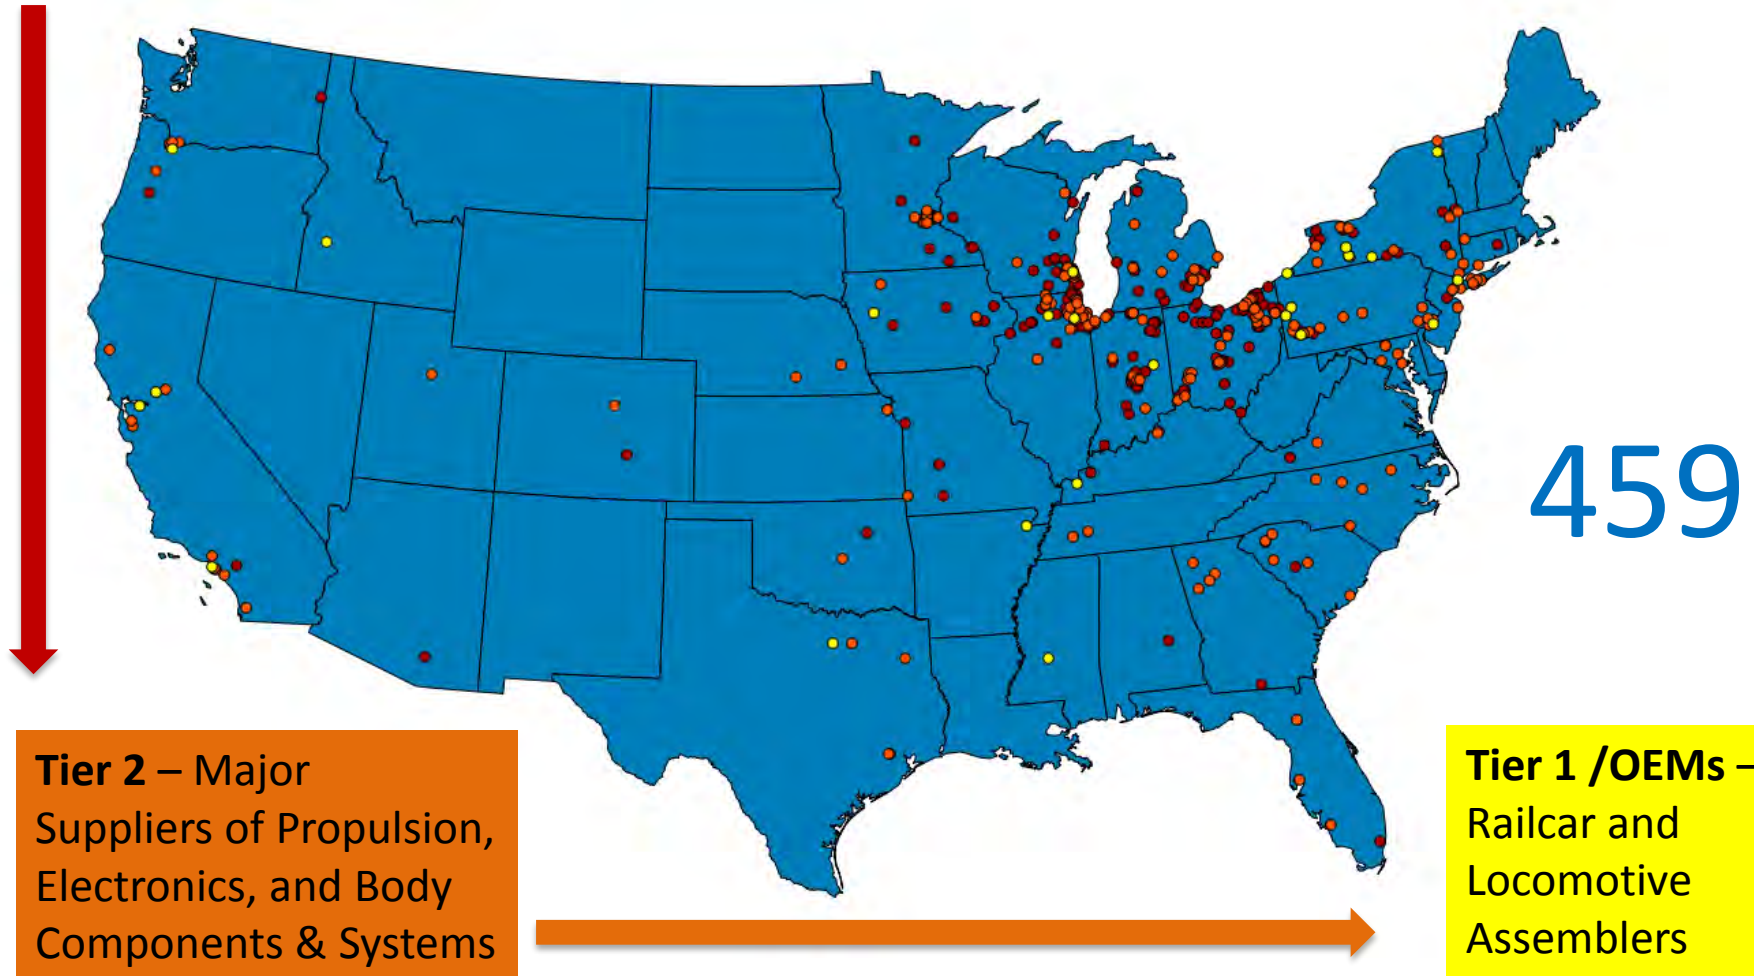 459
Tier 2 – Major
Suppliers of Propulsion,
Electronics, and Body
Components & Systems
Tier 1 /OEMs –
Railcar and
Locomotive
Assemblers